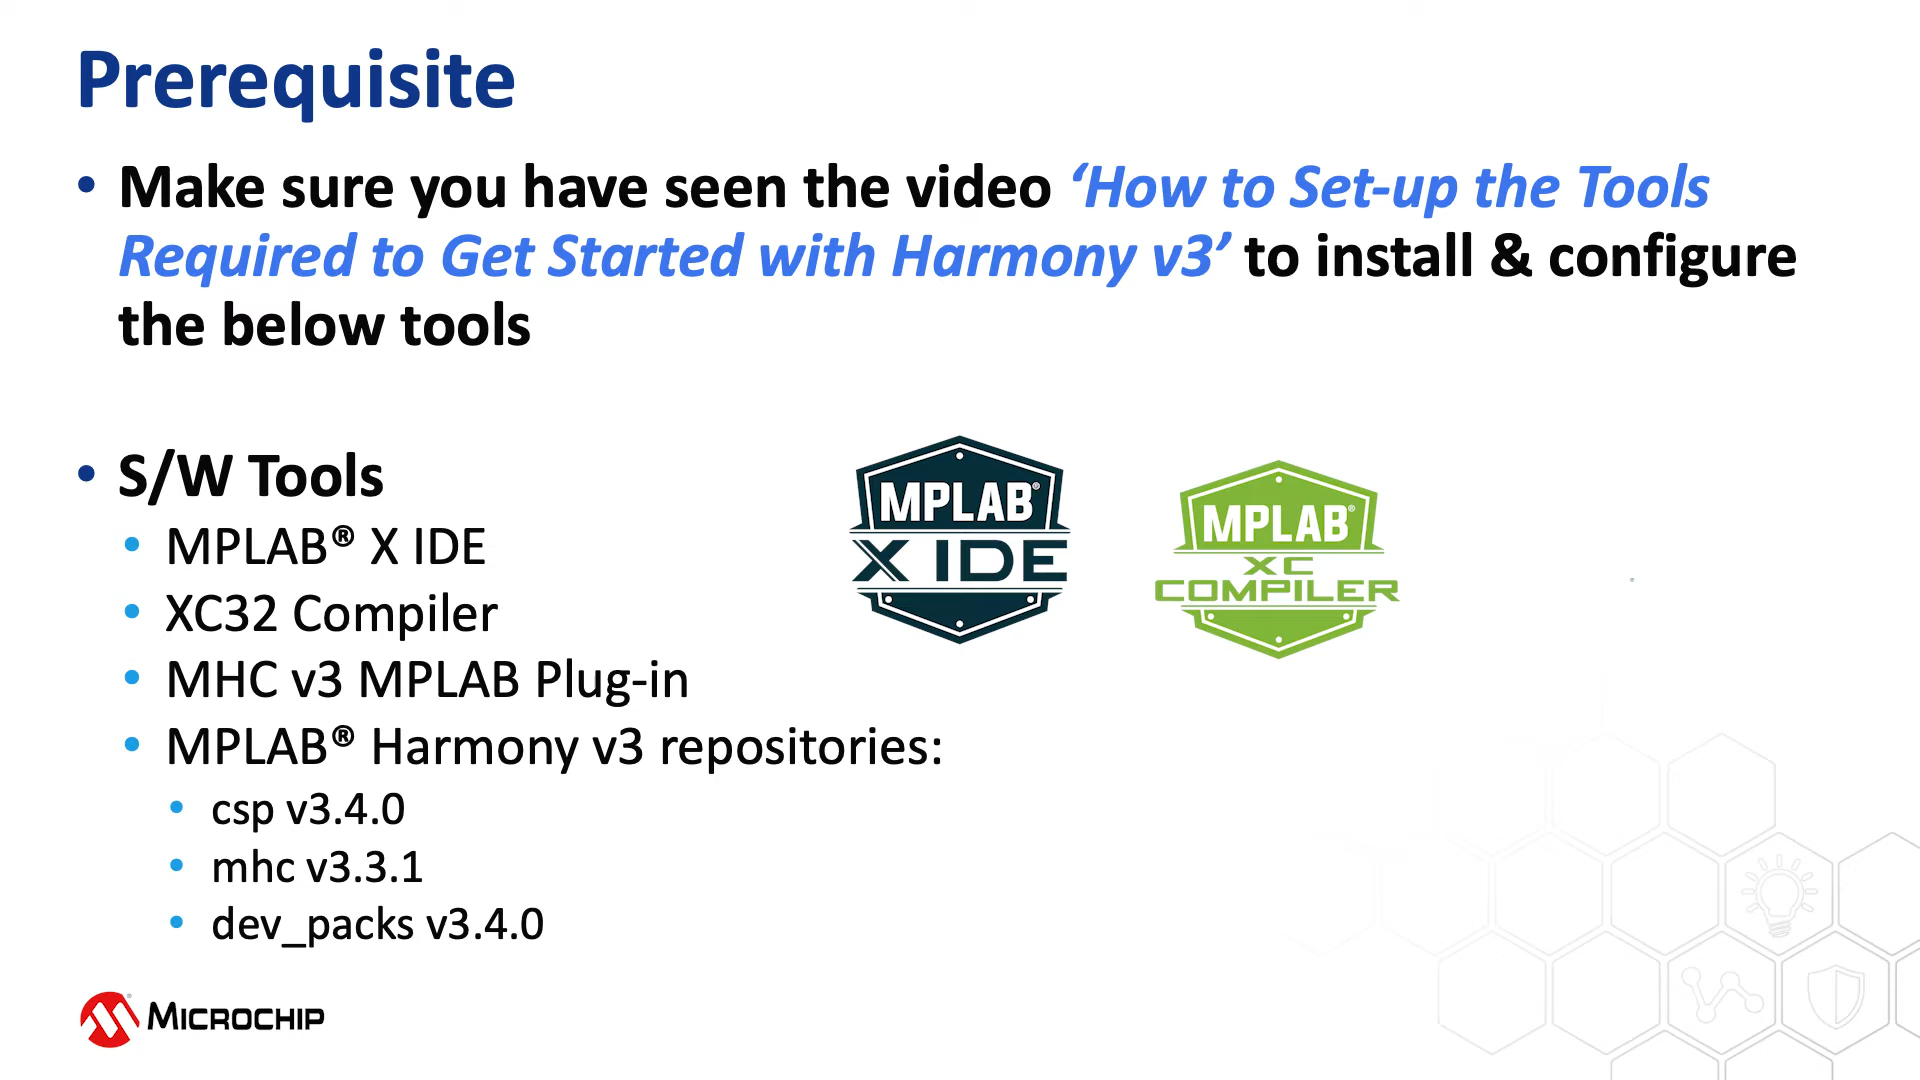 Prerequisite
• Make sure you have seen the video ‘How to Set-up the Tools
Required to Get Started with Harmony v3’ to install & configure
the below tools
• S/W Tools
• MPLAB® X IDE
• XC32 Compiler
• MHC v3 MPLAB Plug-in
• MPLAB® Harmony v3 repositories:
• csp v3.4.0
• mhc v3.3.1
• dev_packs v3.4.0
MPLAB®
X IDE
MPLAB®
XC
COMPILER
MICROCHIP